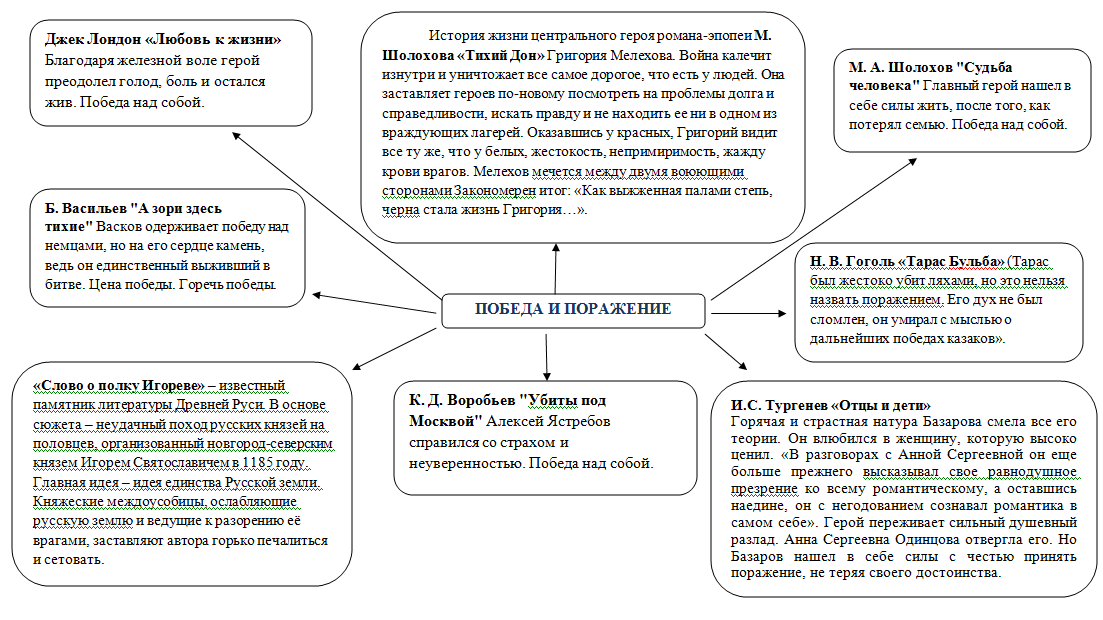 Джек Лондон «Любовь к жизни»
Благодаря железной воле герой
преодолел голод, боль и остался
жив. Победа над собой.
История жизни центрального героя романа-эпопеи М.
Шолохова «Тихий Дон» Григория Мелехова. Война калечит
изнутри и уничтожает все самое дорогое, что есть у людей. Она
заставляет героев по-новому посмотреть на проблемы долга и
справедливости, искать правду и не находить ее ни в одном из
враждующих лагерей. Оказавшись у красных, Григорий видит
все ту же, что у белых, жестокость, непримиримость, жажду
крови врагов. Мелехов мечется между двумя воюющими
сторонами Закономерен итог: «Как выжженная палами степь,
черна стала жизнь Григория…».
М. А. Шолохов "Судьба
человека" Главный герой нашел в
себе силы жить, после того, как
потерял семью. Победа над собой.
Б. Васильев "А зори здесь
тихие" Васков одерживает победу над
немцами, но на его сердце камень,
ведь он единственный выживший в
битве. Цена победы. Горечь победы.
Н. В. Гоголь «Тарас Бульба» (Тарас
был жестоко убит ляхами, но это нельзя
назвать поражением. Его дух не был
сломлен, он умирал с мыслью о
дальнейших победах казаков».
ПОБЕДА И ПОРАЖЕНИЕ
«Слово о полку Игореве» – известный
памятник литературы Древней Руси. В основе
сюжета – неудачный поход русских князей на
половцев, организованный новгород-северским
князем Игорем Святославичем в 1185 году.
Главная идея – идея единства Русской земли.
Княжеские междоусобицы, ослабляющие
русскую землю и ведущие к разорению её
врагами, заставляют автора горько печалиться
и сетовать.
К. Д. Воробьев "Убиты под
Москвой" Алексей Ястребов
справился со страхом и
неуверенностью. Победа над собой.
И.С. Тургенев «Отцы и дети»
Горячая и страстная натура Базарова смела все его
теории. Он влюбился в женщину, которую высоко
ценил. «В разговорах с Анной Сергеевной он еще
больше прежнего высказывал свое равнодушное
презрение ко всему романтическому, а оставшись
наедине, он с негодованием сознавал романтика в
самом себе». Герой переживает сильный душевный
разлад. Анна Сергеевна Одинцова отвергла его. Но
Базаров нашел в себе силы с честью принять
поражение, не теряя своего достоинства.